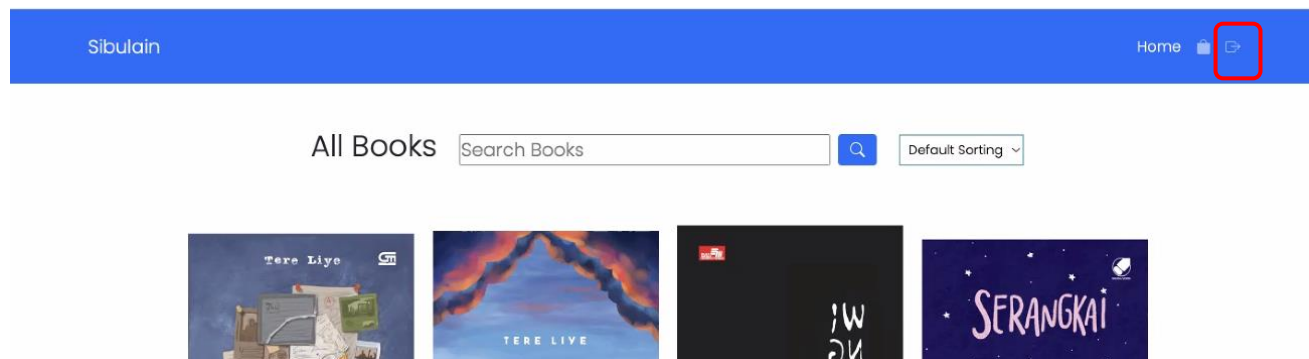 Sibulain
Home
All Books
Search Books
Default Sorting
Tere Liye
TERE LIYE
SERANGKAI